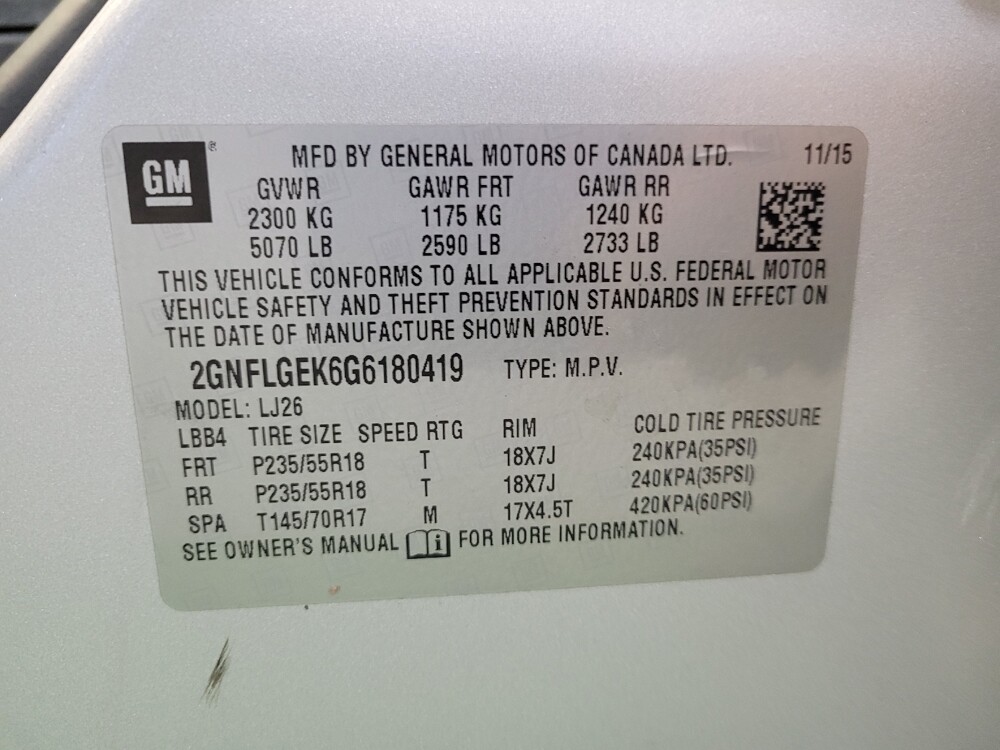 GM ®
MFD BY GENERAL MOTORS OF CANADA LTD. 11/15
GVWR GAWR FRT GAWR RR
2300 KG 1175 KG 1240 KG
5070 LB 2590 LB 2733 LB
THIS VEHICLE CONFORMS TO ALL APPLICABLE U.S. FEDERAL MOTOR
VEHICLE SAFETY AND THEFT PREVENTION STANDARDS IN EFFECT ON
THE DATE OF MANUFACTURE SHOWN ABOVE.
2GNFLGEK6G6180419 TYPE: M.P.V.
MODEL: LJ26
LBB4 TIRE SIZE SPEED RTG RIM COLD TIRE PRESSURE
FRT P235/55R18 T 18X7J 240KPA(35PSI)
RR P235/55R18 T 18X7J 240KPA(35PSI)
SPA T145/70R17 M 17X4.5T 420KPA(60PSI)
SEE OWNER'S MANUAL i FOR MORE INFORMATION.